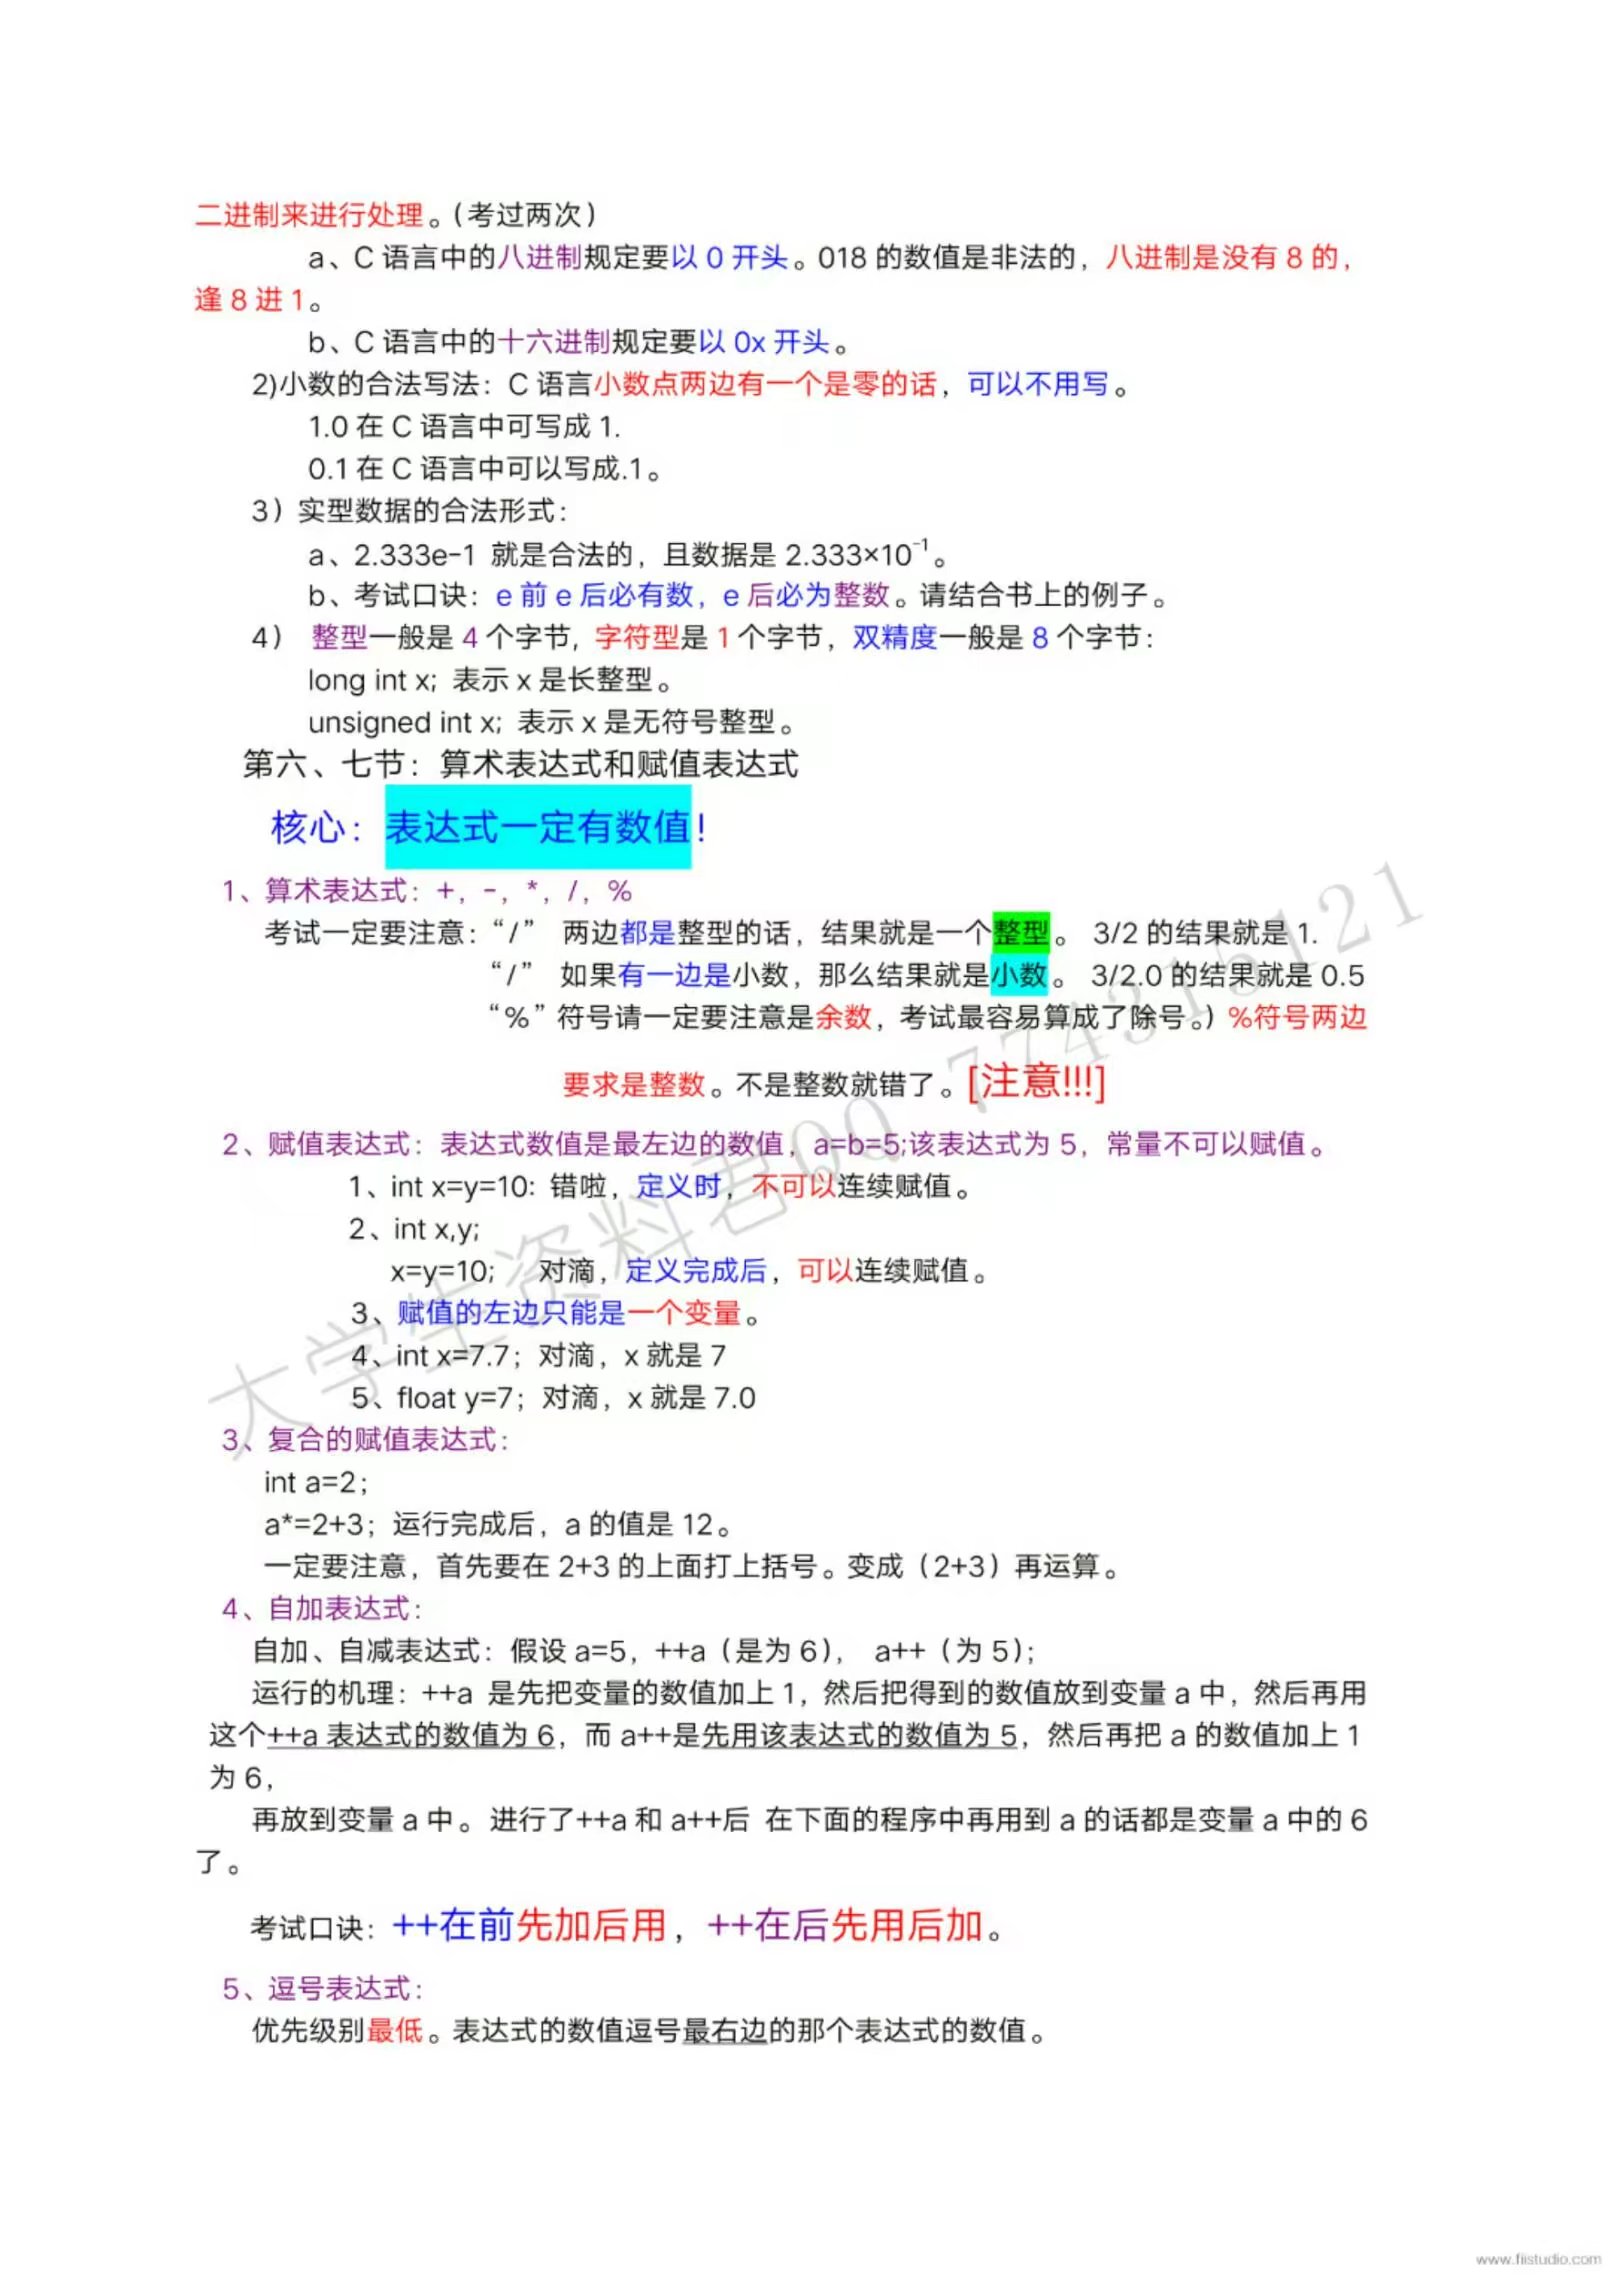 二进制来进行处理。（考过两次）
a、C 语言中的八进制规定要以 0 开头。018 的数值是非法的，八进制是没有 8 的，
逢 8 进 1。
b、C 语言中的十六进制规定要以 0x 开头。
2)小数的合法写法：C 语言小数点两边有一个是零的话，可以不用写。
1.0 在 C 语言中可写成 1.
0.1 在 C 语言中可以写成.1。
3）实型数据的合法形式：
a、2.333e-1 就是合法的，且数据是 2.333×10⁻¹。
b、考试口诀：e 前 e 后必有数，e 后必为整数。请结合书上的例子。
4） 整型一般是 4 个字节, 字符型是 1 个字节，双精度一般是 8 个字节：
long int x; 表示 x 是长整型。
unsigned int x; 表示 x 是无符号整型。
第六、七节：算术表达式和赋值表达式
核心：表达式一定有数值！
1、算术表达式：+，-，*，/，%
考试一定要注意：“/” 两边都是整型的话，结果就是一个整型。 3/2 的结果就是 1.
“/” 如果有一边是小数，那么结果就是小数。 3/2.0 的结果就是 0.5
“%”符号请一定要注意是余数，考试最容易算成了除号。）%符号两边
要求是整数。不是整数就错了。[注意!!!]
2、赋值表达式：表达式数值是最左边的数值，a=b=5;该表达式为 5，常量不可以赋值。
1、int x=y=10: 错啦，定义时，不可以连续赋值。
2、int x,y;
x=y=10; 对滴，定义完成后，可以连续赋值。
3、赋值的左边只能是一个变量。
4、int x=7.7；对滴，x 就是 7
5、float y=7；对滴，x 就是 7.0
3、复合的赋值表达式：
int a=2；
a*=2+3；运行完成后，a 的值是 12。
一定要注意，首先要在 2+3 的上面打上括号。变成（2+3）再运算。
4、自加表达式：
自加、自减表达式：假设 a=5，++a（是为 6）， a++（为 5）；
运行的机理：++a 是先把变量的数值加上 1，然后把得到的数值放到变量 a 中，然后再用
这个++a 表达式的数值为 6，而 a++是先用该表达式的数值为 5，然后再把 a 的数值加上 1
为 6，
再放到变量 a 中。 进行了++a 和 a++后 在下面的程序中再用到 a 的话都是变量 a 中的 6
了。
考试口诀：++在前先加后用，++在后先用后加。
5、逗号表达式：
优先级别最低。表达式的数值逗号最右边的那个表达式的数值。
大学生资料君QQ 774315121
www.fiistudio.com